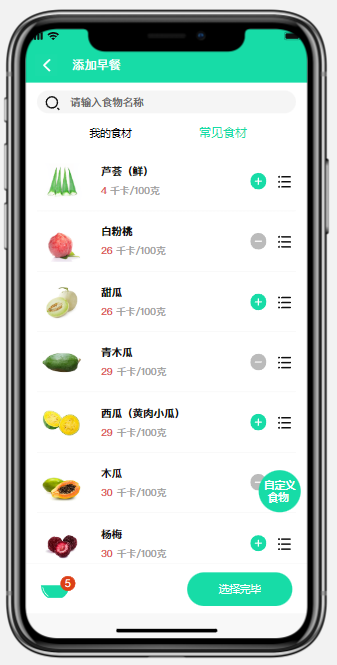 添加早餐
请输入食物名称
我的食材
常见食材
芦荟（鲜）
4 千卡/100克
白粉桃
26 千卡/100克
甜瓜
26 千卡/100克
青木瓜
29 千卡/100克
西瓜（黄肉小瓜）
29 千卡/100克
木瓜
30 千卡/100克
自定义
食物
杨梅
30 千卡/100克
5
选择完毕